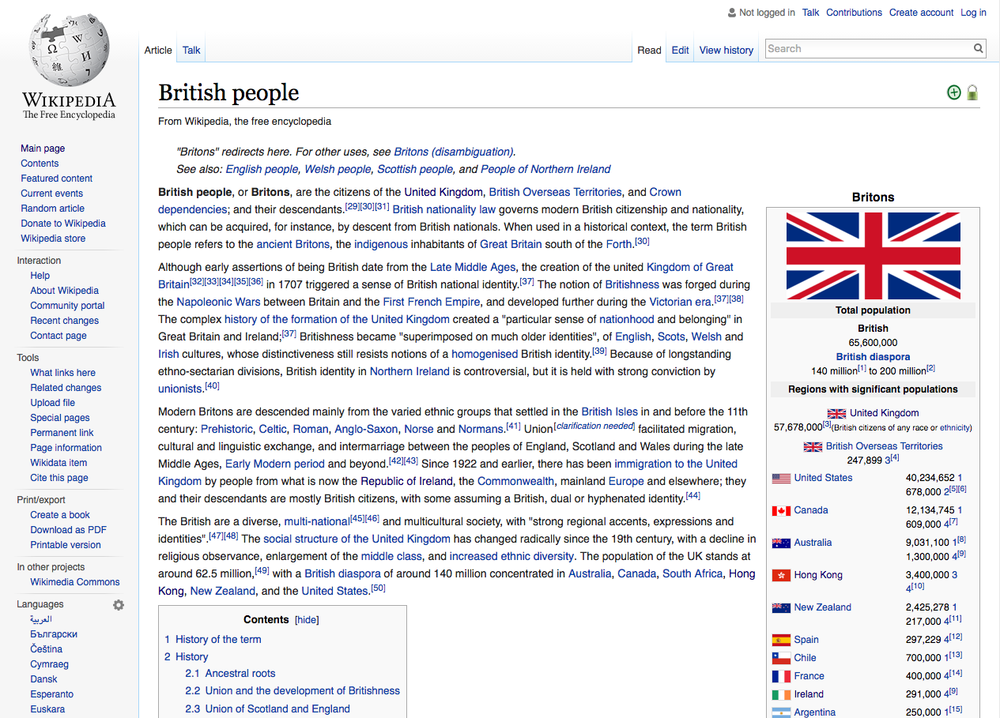 Not logged in Talk Contributions Create account Log in
Article Talk Read Edit View history Search
WIKIPEDIA
The Free Encyclopedia
Main page
Contents
Featured content
Current events
Random article
Donate to Wikipedia
Wikipedia store
Interaction
Help
About Wikipedia
Community portal
Recent changes
Contact page
Tools
What links here
Related changes
Upload file
Special pages
Permanent link
Page information
Wikidata item
Cite this page
Print/export
Create a book
Download as PDF
Printable version
In other projects
Wikimedia Commons
Languages
العربية
Български
Čeština
Cymraeg
Dansk
Esperanto
Euskara
British people
From Wikipedia, the free encyclopedia
"Britons" redirects here. For other uses, see Britons (disambiguation).
See also: English people, Welsh people, Scottish people, and People of Northern Ireland
British people, or Britons, are the citizens of the United Kingdom, British Overseas Territories, and Crown
dependencies; and their descendants.[29][30][31] British nationality law governs modern British citizenship and nationality,
which can be acquired, for instance, by descent from British nationals. When used in a historical context, the term British
people refers to the ancient Britons, the indigenous inhabitants of Great Britain south of the Forth.[30]
Although early assertions of being British date from the Late Middle Ages, the creation of the united Kingdom of Great
Britain[32][33][34][35][36] in 1707 triggered a sense of British national identity.[37] The notion of Britishness was forged during
the Napoleonic Wars between Britain and the First French Empire, and developed further during the Victorian era.[37][38]
The complex history of the formation of the United Kingdom created a "particular sense of nationhood and belonging" in
Great Britain and Ireland;[37] Britishness became "superimposed on much older identities", of English, Scots, Welsh and
Irish cultures, whose distinctiveness still resists notions of a homogenised British identity.[39] Because of longstanding
ethno-sectarian divisions, British identity in Northern Ireland is controversial, but it is held with strong conviction by
unionists.[40]
Modern Britons are descended mainly from the varied ethnic groups that settled in the British Isles in and before the 11th
century: Prehistoric, Celtic, Roman, Anglo-Saxon, Norse and Normans.[41] Union[clarification needed] facilitated migration,
cultural and linguistic exchange, and intermarriage between the peoples of England, Scotland and Wales during the late
Middle Ages, Early Modern period and beyond.[42][43] Since 1922 and earlier, there has been immigration to the United
Kingdom by people from what is now the Republic of Ireland, the Commonwealth, mainland Europe and elsewhere; they
and their descendants are mostly British citizens, with some assuming a British, dual or hyphenated identity.[44]
The British are a diverse, multi-national[45][46] and multicultural society, with "strong regional accents, expressions and
identities".[47][48] The social structure of the United Kingdom has changed radically since the 19th century, with a decline in
religious observance, enlargement of the middle class, and increased ethnic diversity. The population of the UK stands at
around 62.5 million,[49] with a British diaspora of around 140 million concentrated in Australia, Canada, South Africa, Hong
Kong, New Zealand, and the United States.[50]
Contents [hide]
1 History of the term
2 History
2.1 Ancestral roots
2.2 Union and the development of Britishness
2.3 Union of Scotland and England
Britons
Total population
British
65,600,000
British diaspora
140 million[1] to 200 million[2]
Regions with significant populations
United Kingdom
57,678,000[3](British citizens of any race or ethnicity)
British Overseas Territories
247,899 3[4]
United States 40,234,652 1
678,000 2[5][6]
Canada 12,134,745 1
609,000 4[7]
Australia 9,031,100 1[8]
1,300,000 4[9]
Hong Kong 3,400,000 3
4[10]
New Zealand 2,425,278 1
217,000 4[11]
Spain 297,229 4[12]
Chile 700,000 1[13]
France 400,000 4[14]
Ireland 291,000 4[9]
Argentina 250,000 1[15]